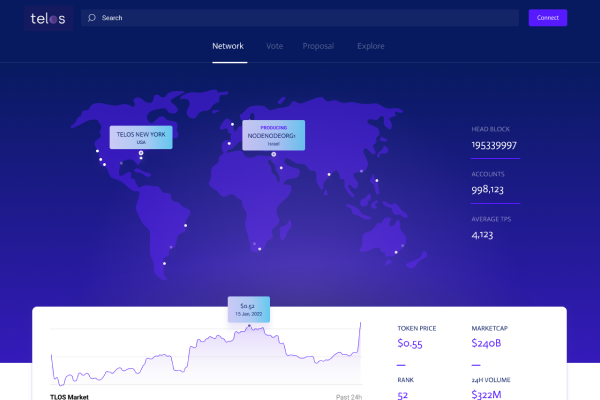 telos
Search
Connect
Network
Vote
Proposal
Explore
TELOS NEW YORK
USA
PRODUCING
NODENODEORG1
Israel
HEAD BLOCK
195339997
ACCOUNTS
998,123
AVERAGE TPS
4,123
$0.52
15 Jan, 2022
TOKEN PRICE
$0.55
MARKETCAP
$240B
RANK
52
24H VOLUME
$322M
TLOS Market
Past 24h